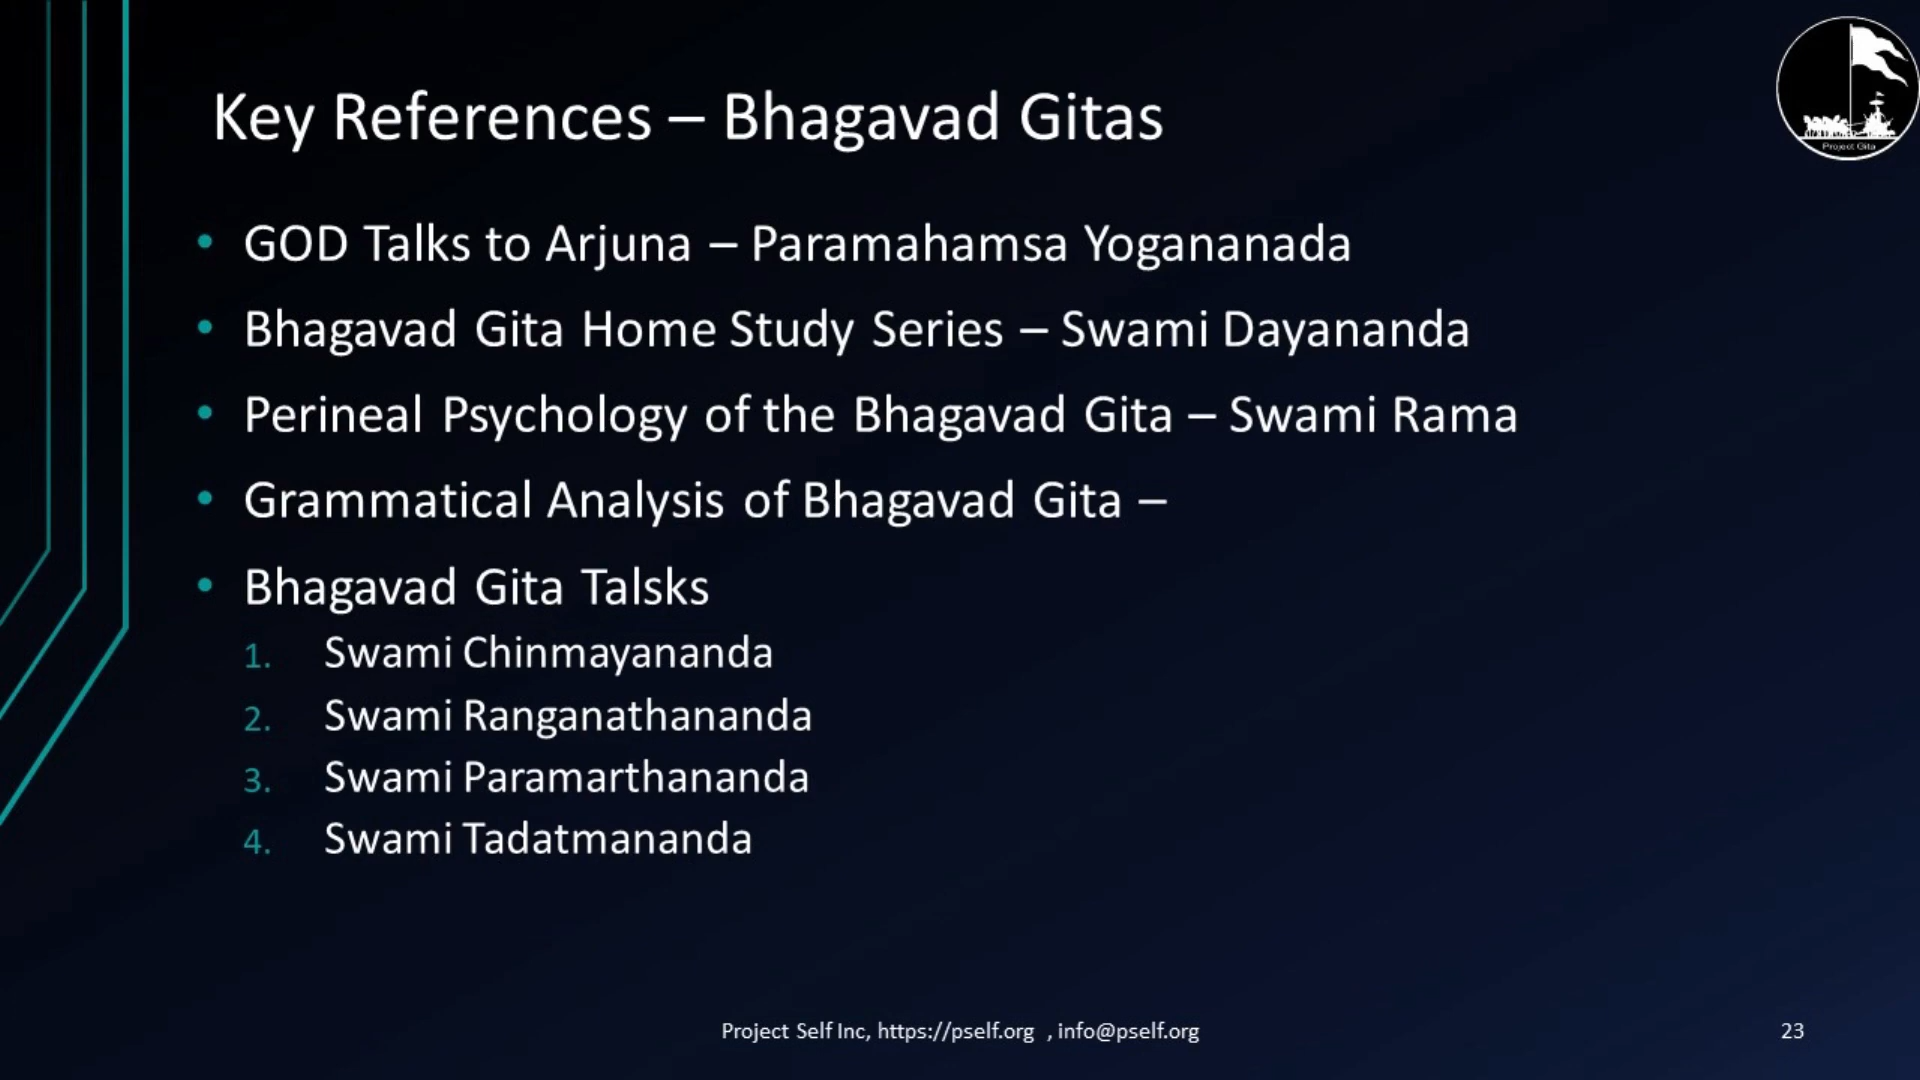 Key References – Bhagavad Gitas
Project Gita
• GOD Talks to Arjuna – Paramahamsa Yogananada
• Bhagavad Gita Home Study Series – Swami Dayananda
• Perineal Psychology of the Bhagavad Gita – Swami Rama
• Grammatical Analysis of Bhagavad Gita –
• Bhagavad Gita Talsks
1. Swami Chinmayananda
2. Swami Ranganathananda
3. Swami Paramarthananda
4. Swami Tadatmananda
Project Self Inc, https://pself.org , info@pself.org
23